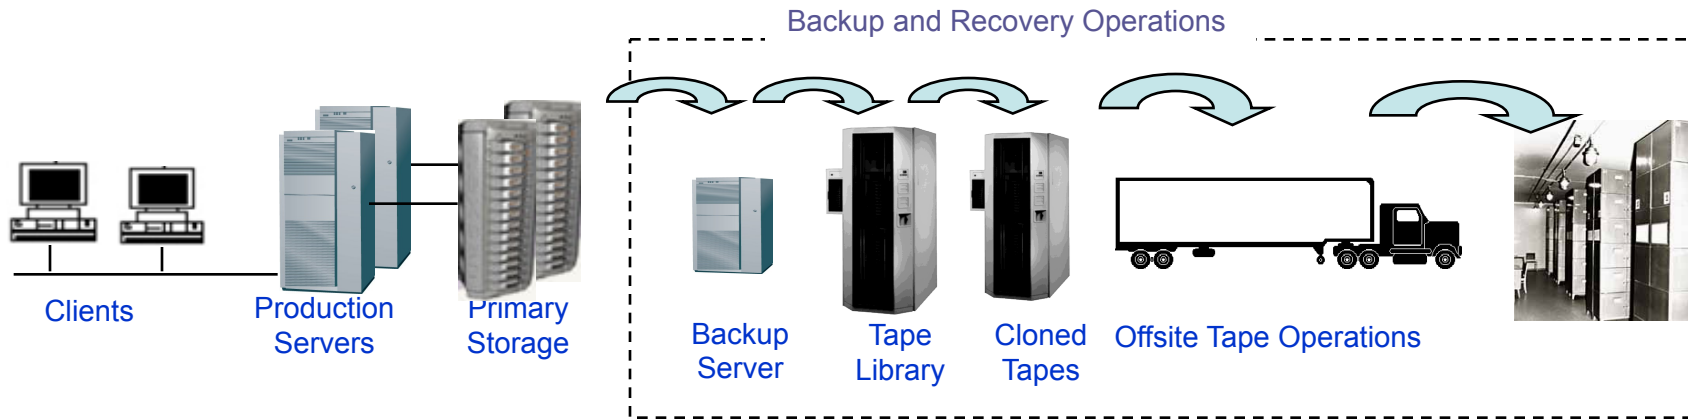 Backup and Recovery Operations
Clients
Production
Servers
Primary
Storage
Backup
Server
Tape
Library
Cloned
Tapes
Offsite Tape Operations